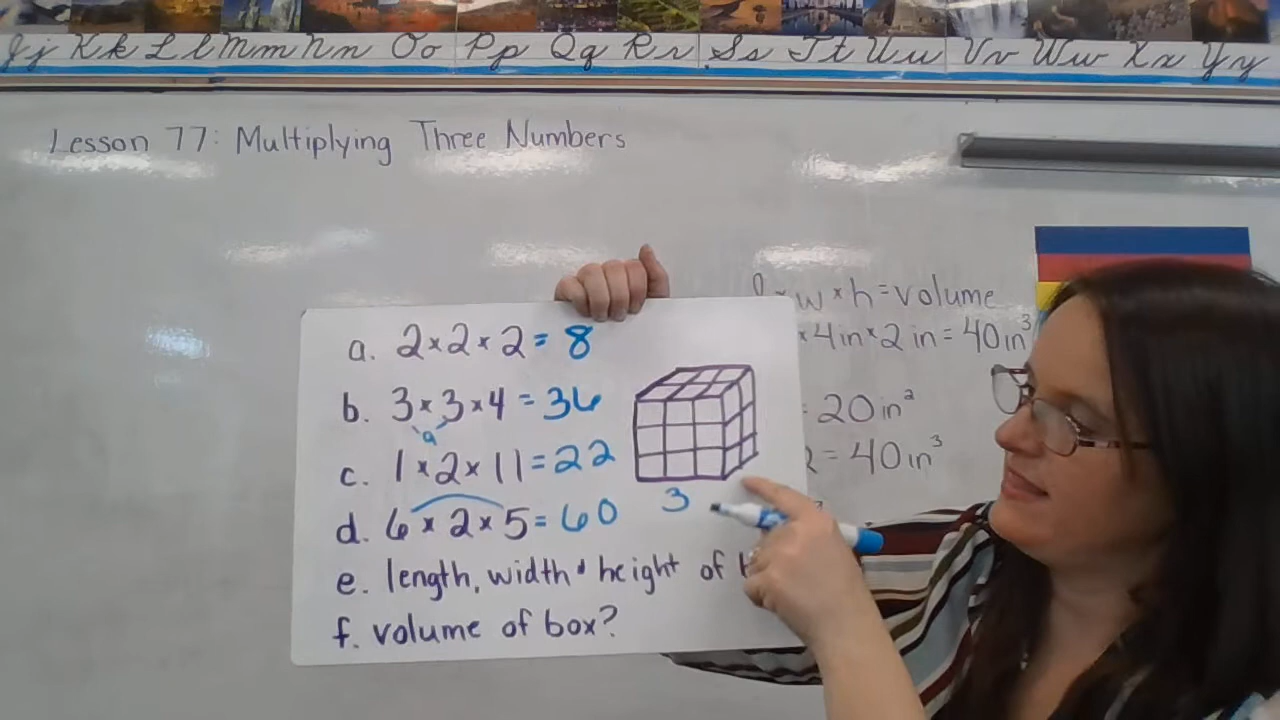 Jj Kk Ll Mm Nn Oo Pp Qq Rr Ss Tt Uu Vv Ww Xx Yy
Lesson 77: Multiplying Three Numbers
w × h = volume
× 4 in × 2 in = 40 in³
= 20 in²
= 40 in³
a. 2 × 2 × 2 = 8
b. 3 × 3 × 4 = 36
9
c. 1 × 2 × 11 = 22
d. 6 × 2 × 5 = 60
3
e. length, width & height of
f. volume of box?